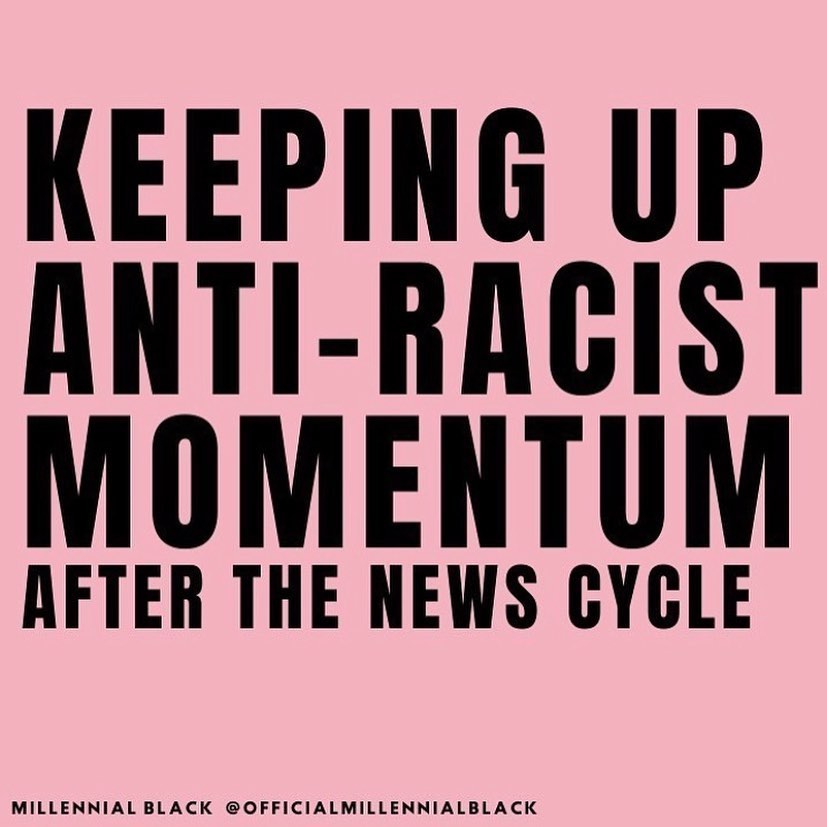 KEEPING UP
ANTI-RACIST
MOMENTUM
AFTER THE NEWS CYCLE
MILLENNIAL BLACK @OFFICIALMILLENNIALBLACK